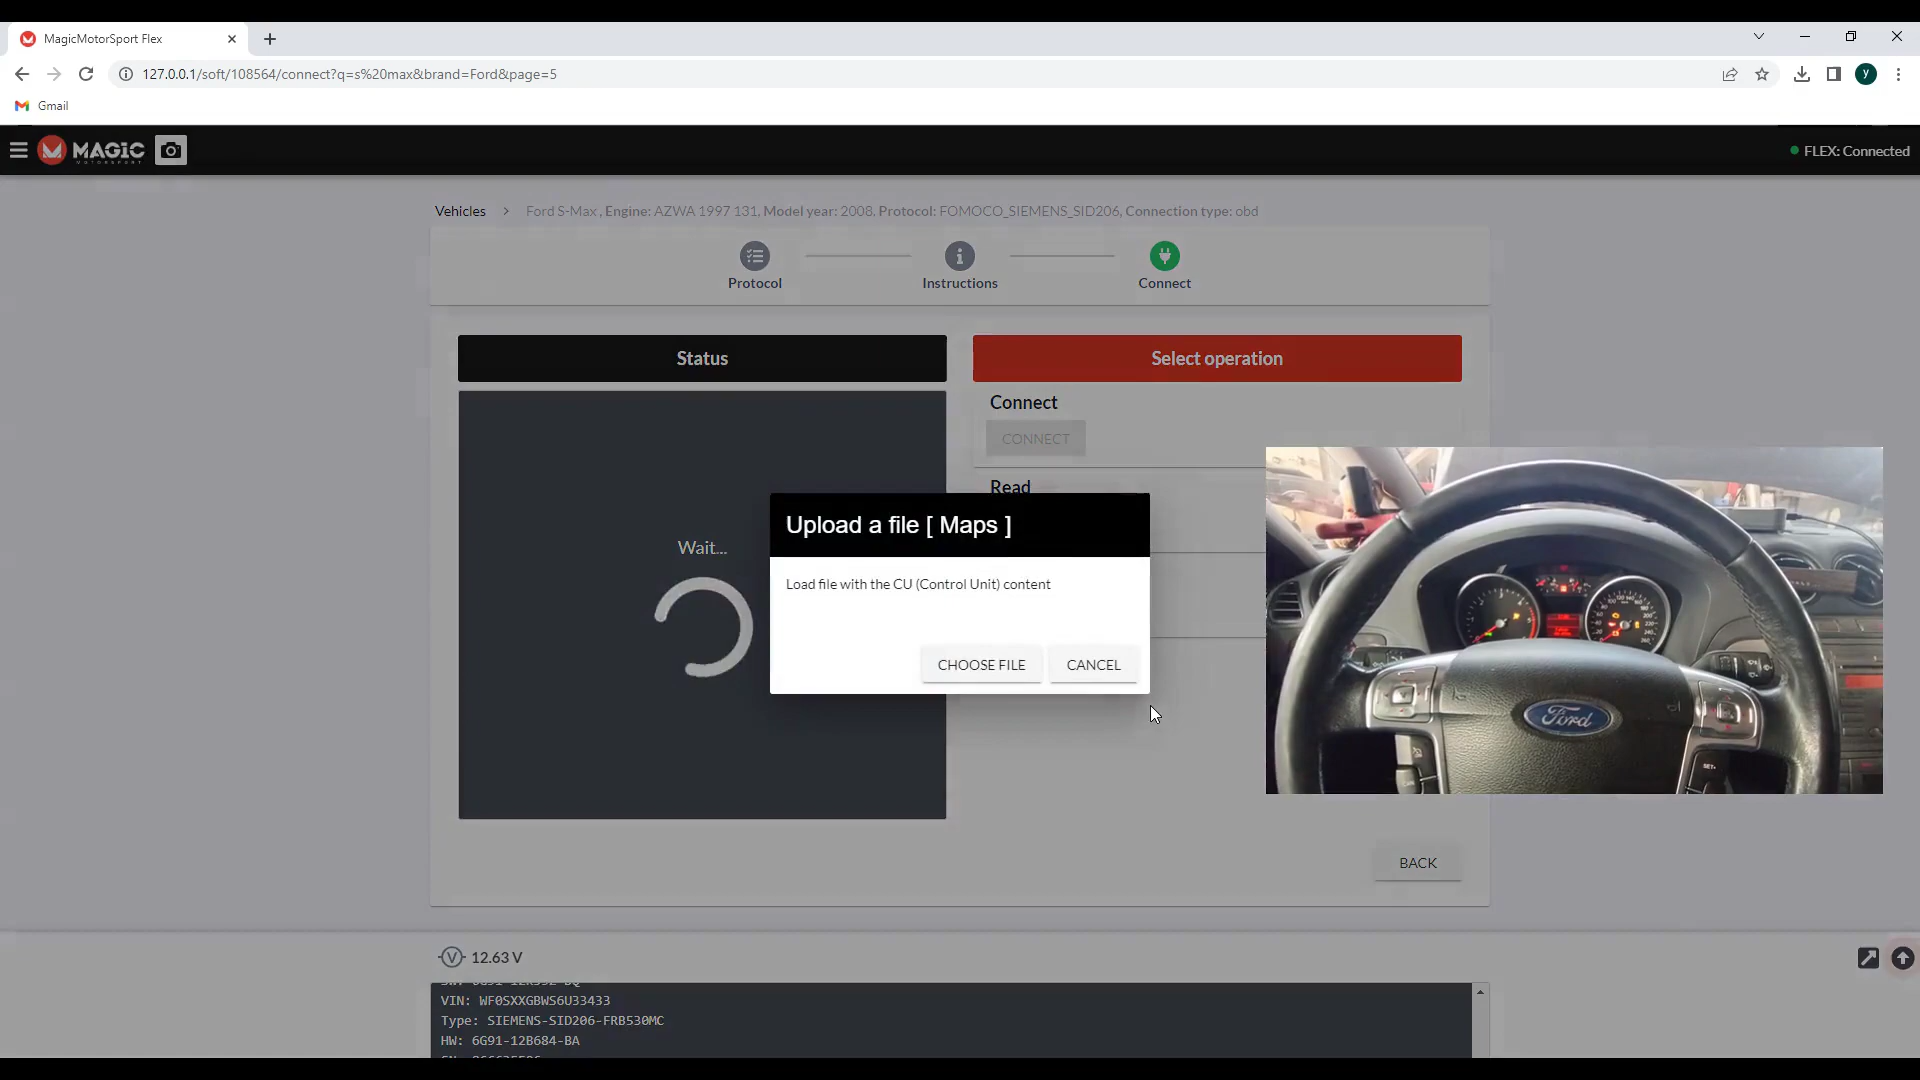 MagicMotorSport Flex
127.0.0.1/soft/108564/connect?q=s%20max&brand=Ford&page=5
y
Gmail
MAGIC
MOTORSPORT
FLEX: Connected
Vehicles > Ford S-Max , Engine: AZWA 1997 131, Model year: 2008. Protocol: FOMOCO_SIEMENS_SID206, Connection type: obd
Protocol
Instructions
Connect
Status
Select operation
Connect
CONNECT
Read
Wait...
Upload a file [ Maps ]
Load file with the CU (Control Unit) content
CHOOSE FILE
CANCEL
Ford
BACK
V 12.63 V
VIN: WF0SXXGBWS6U33433
Type: SIEMENS-SID206-FRB530MC
HW: 6G91-12B684-BA